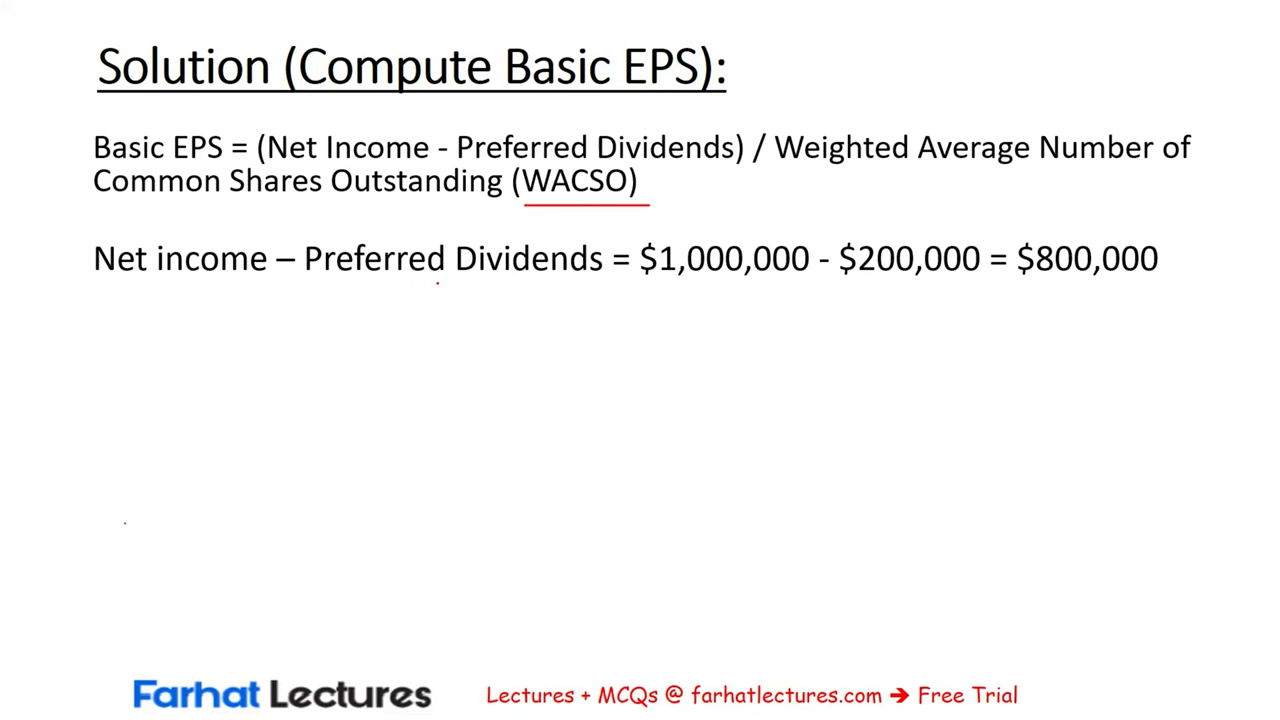 Solution (Compute Basic EPS):
Basic EPS = (Net Income - Preferred Dividends) / Weighted Average Number of
Common Shares Outstanding (WACSO)
Net income – Preferred Dividends = $1,000,000 - $200,000 = $800,000
Farhat Lectures
Lectures + MCQs @ farhatlectures.com → Free Trial